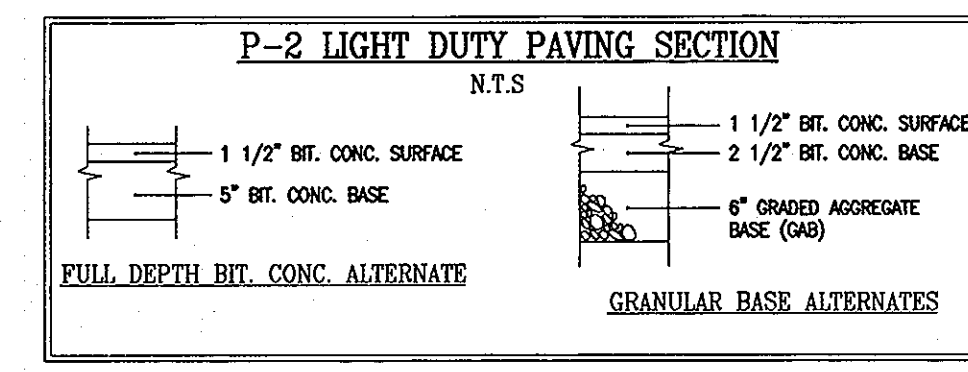 P-2 LIGHT DUTY PAVING SECTION
N.T.S
1 1/2" BIT. CONC. SURFACE
5" BIT. CONC. BASE
FULL DEPTH BIT. CONC. ALTERNATE
1 1/2" BIT. CONC. SURFACE
2 1/2" BIT. CONC. BASE
6" GRADED AGGREGATE
BASE (GAB)
GRANULAR BASE ALTERNATES